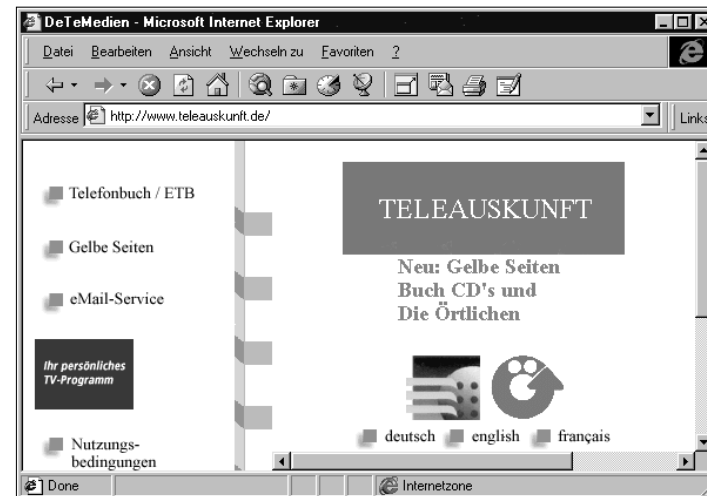 DeTeMedien - Microsoft Internet Explorer
Datei Bearbeiten Ansicht Wechseln zu Favoriten ?
Adresse http://www.teleauskunft.de/ Links
Telefonbuch / ETB
Gelbe Seiten
eMail-Service
Ihr persönliches
TV-Programm
Nutzungs-
bedingungen
TELEAUSKUNFT
Neu: Gelbe Seiten
Buch CD's und
Die Örtlichen
deutsch english français
Done Internetzone